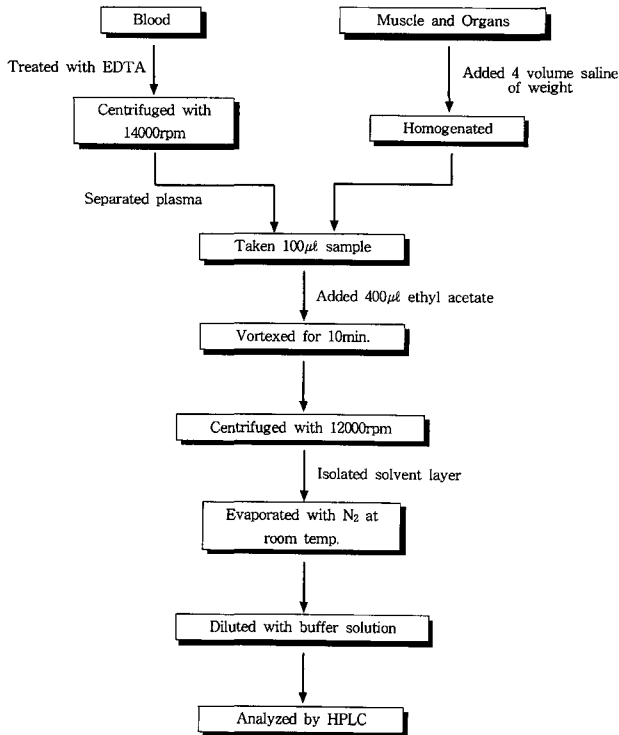 Blood
Muscle and Organs
Treated with EDTA
Added 4 volume saline
of weight
Centrifuged with
14000rpm
Homogenated
Separated plasma
Taken 100μℓ sample
Added 400μℓ ethyl acetate
Vortexed for 10min.
Centrifuged with 12000rpm
Isolated solvent layer
Evaporated with N₂ at
room temp.
Diluted with buffer solution
Analyzed by HPLC